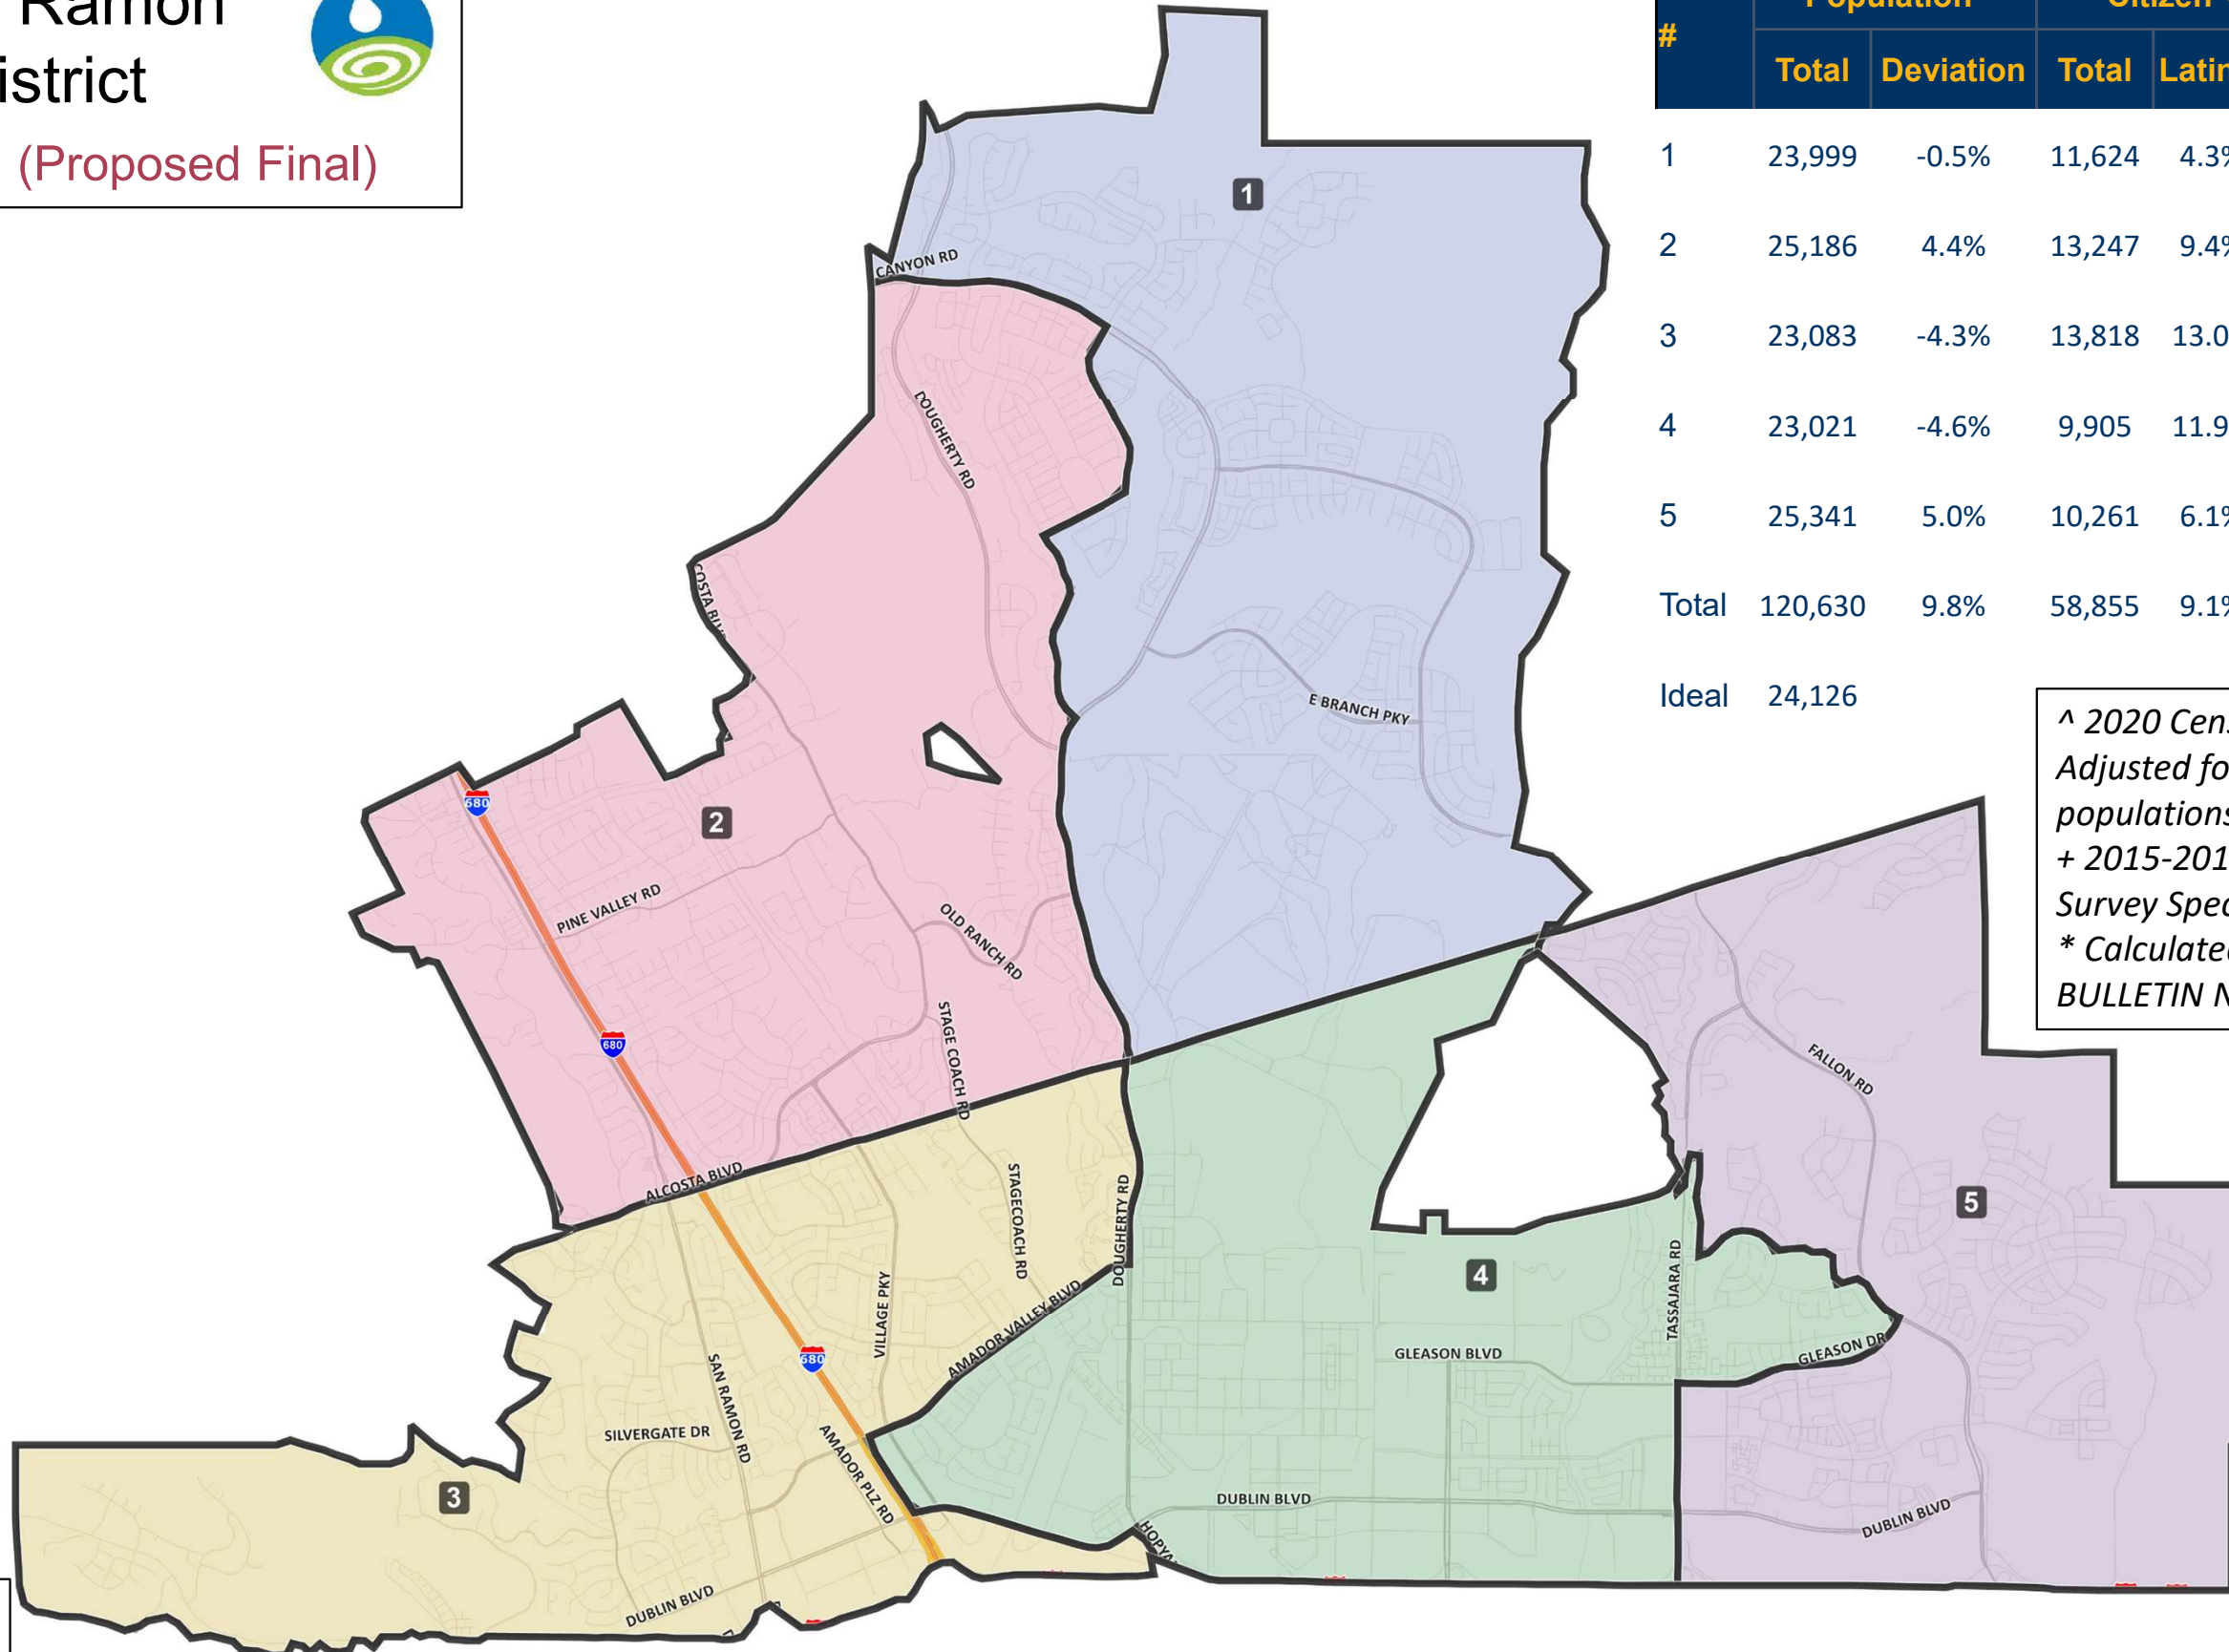 Ramon
istrict
(Proposed Final)
#
Population
Citizen
Total
Deviation
Total
Latin
1 23,999 -0.5% 11,624 4.3%
2 25,186 4.4% 13,247 9.4%
3 23,083 -4.3% 13,818 13.0
4 23,021 -4.6% 9,905 11.9
5 25,341 5.0% 10,261 6.1%
Total 120,630 9.8% 58,855 9.1%
Ideal 24,126
^ 2020 Cens
Adjusted fo
populations
+ 2015-201
Survey Spec
* Calculated
BULLETIN N
1
CANYON RD
DOUGHERTY RD
COSTA BLVD
E BRANCH PKY
680
2
PINE VALLEY RD
OLD RANCH RD
680
STAGE COACH RD
FALLON RD
ALCOSTA BLVD
STAGECOACH RD
DOUGHERTY RD
5
4
TASSAJARA RD
VILLAGE PKY
AMADOR VALLEY BLVD
680
GLEASON BLVD
GLEASON DR
SAN RAMON RD
SILVERGATE DR
AMADOR PLZ RD
3
DUBLIN BLVD
HOPYA
DUBLIN BLVD
DUBLIN BLVD